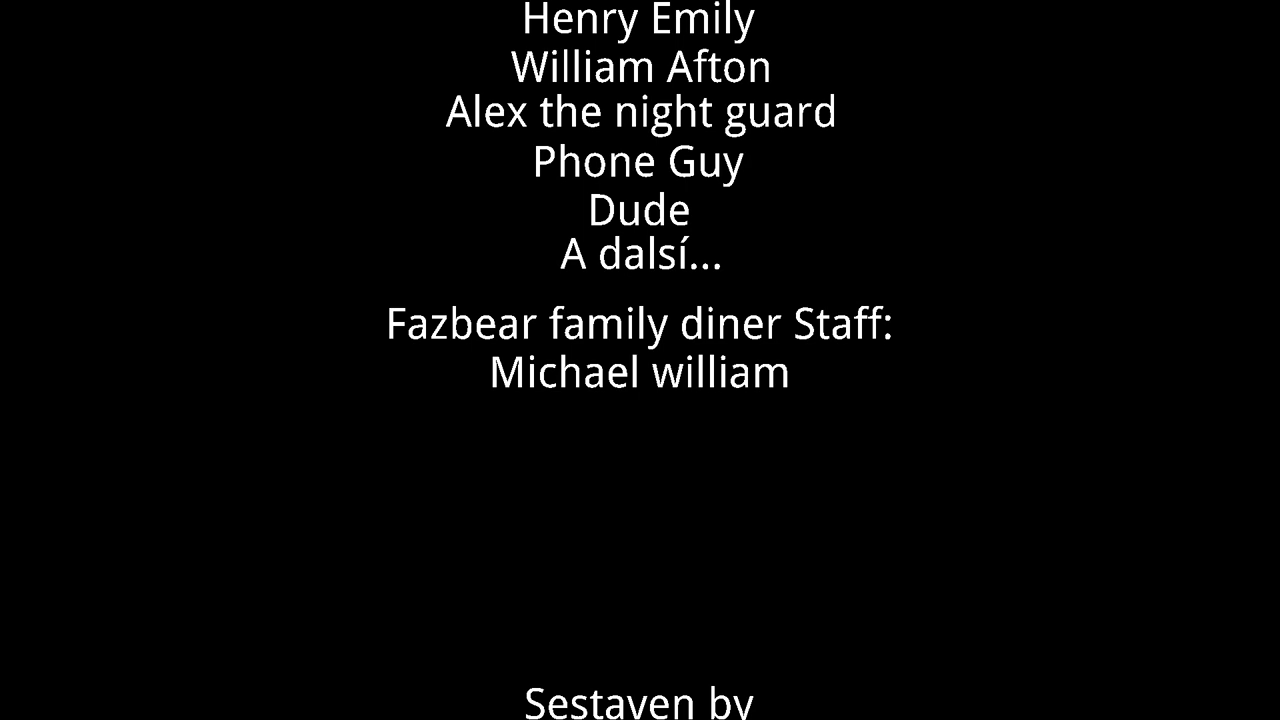 Henry Emily
William Afton
Alex the night guard
Phone Guy
Dude
A dalsí...
Fazbear family diner Staff:
Michael william
Sestaven by